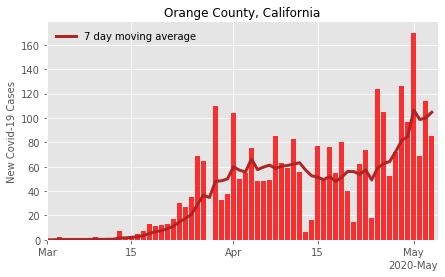 Orange County, California
7 day moving average
New Covid-19 Cases
160
140
120
100
80
60
40
20
0
Mar
15
Apr
15
May
2020-May